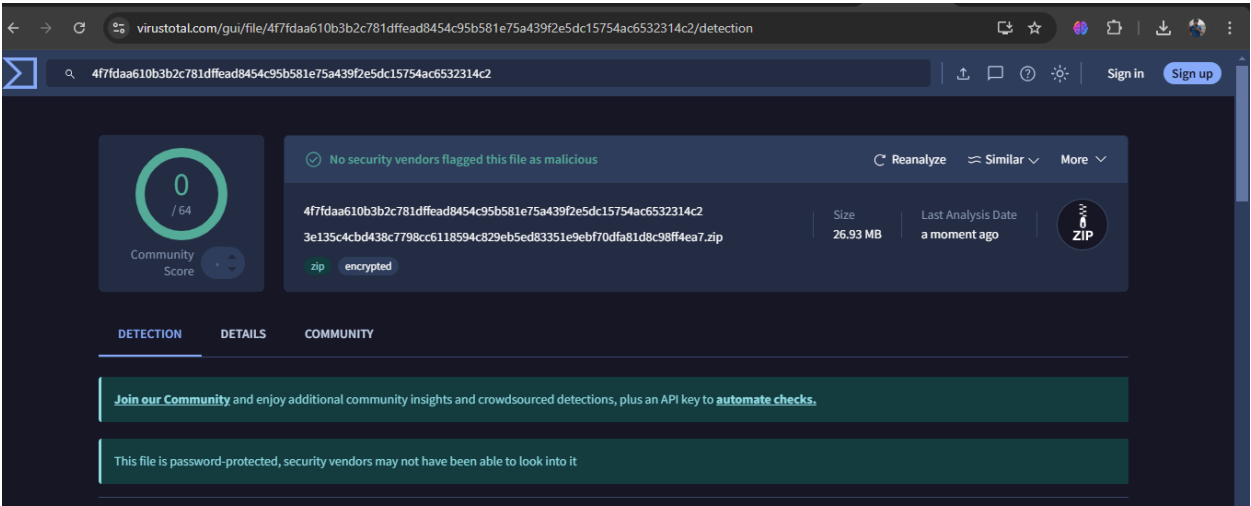 virustotal.com/gui/file/4f7fdaa610b3b2c781dffead8454c95b581e75a439f2e5dc15754ac6532314c2/detection
4f7fdaa610b3b2c781dffead8454c95b581e75a439f2e5dc15754ac6532314c2
Sign in
Sign up
0
/ 64
Community
Score
No security vendors flagged this file as malicious
Reanalyze
Similar
More
4f7fdaa610b3b2c781dffead8454c95b581e75a439f2e5dc15754ac6532314c2
3e135c4cbd438c7798cc6118594c829eb5ed83351e9ebf70dfa81d8c98ff4ea7.zip
zip
encrypted
Size
26.93 MB
Last Analysis Date
a moment ago
ZIP
DETECTION
DETAILS
COMMUNITY
Join our Community and enjoy additional community insights and crowdsourced detections, plus an API key to automate checks.
This file is password-protected, security vendors may not have been able to look into it